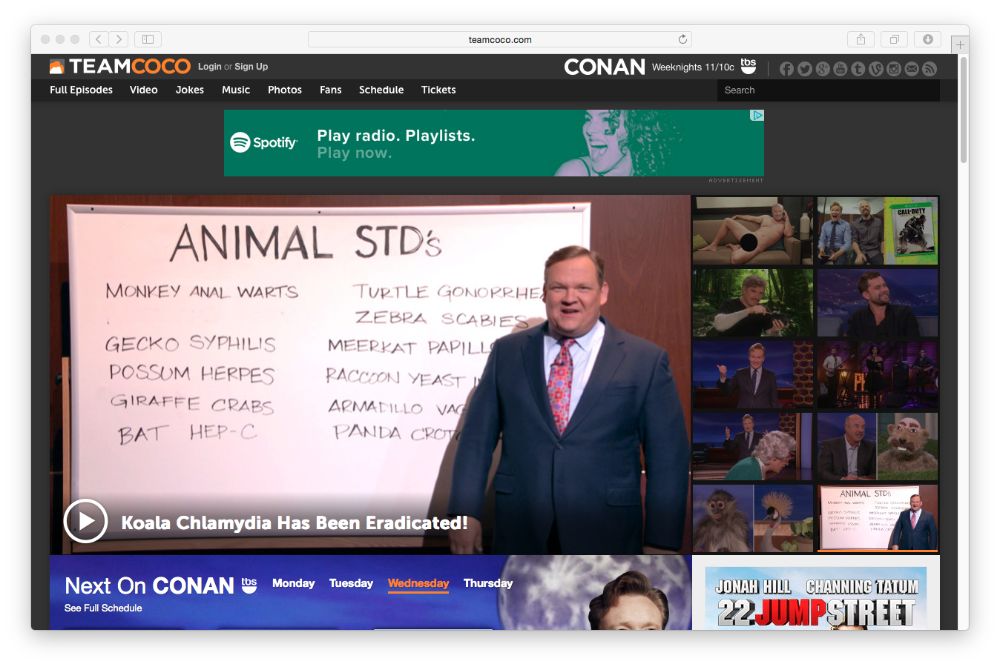 teamcoco.com
TEAMCOCO Login or Sign Up
CONAN Weeknights 11/10c tbs
Full Episodes Video Jokes Music Photos Fans Schedule Tickets
Search
Spotify
Play radio. Playlists.
Play now.
ADVERTISEMENT
ANIMAL STD's
MONKEY ANAL WARTS
TURTLE GONORRHE
ZEBRA SCABIES
GECKO SYPHILIS
MEERKAT PAPILLO
POSSUM HERPES
RACCOON YEAST
GIRAFFE CRABS
ARMADILLO VAG
BAT HEP-C
PANDA CROT
Koala Chlamydia Has Been Eradicated!
CALL OF DUTY
ANIMAL STD's
Next On CONAN tbs Monday Tuesday Wednesday Thursday
See Full Schedule
JONAH HILL CHANNING TATUM
22 JUMP STREET